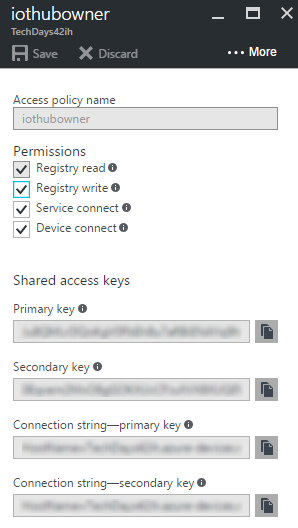 iothubowner
TechDays42ih
Save Discard ... More
Access policy name
iothubowner
Permissions
Registry read
Registry write
Service connect
Device connect
Shared access keys
Primary key
Secondary key
Connection string—primary key
Connection string—secondary key